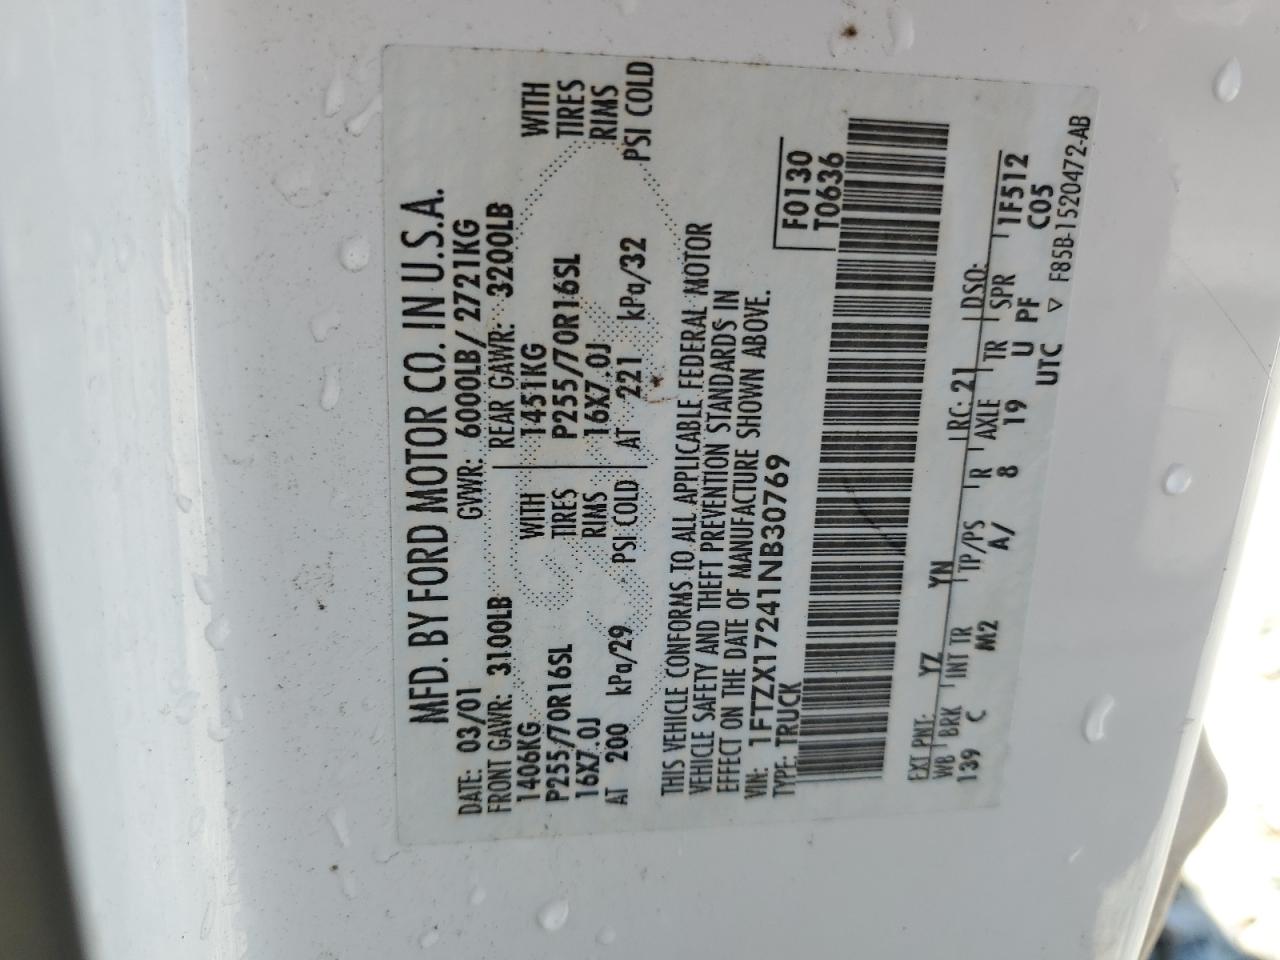 MFD. BY FORD MOTOR CO. IN U.S.A.
DATE: 03/01 GVWR: 6000LB/2721KG
FRONT GAWR: 3100LB REAR GAWR: 3200LB
1406KG WITH 1451KG WITH
P255/70R16SL TIRES P255/70R16SL TIRES
16X7.0J RIMS 16X7.0J RIMS
AT 200 kPa/29 PSI COLD AT 221 kPa/32 PSI COLD
THIS VEHICLE CONFORMS TO ALL APPLICABLE FEDERAL MOTOR
VEHICLE SAFETY AND THEFT PREVENTION STANDARDS IN
EFFECT ON THE DATE OF MANUFACTURE SHOWN ABOVE.
VIN: 1FTZX17241NB30769 F0130
TYPE: TRUCK T0636
EXT PNT: YZ YN RC: 21 DSO:
WB BRK INT TR TP/PS R AXLE TR SPR 1F512
139 C M2 A/ 8 19 U PF C05
UTC ▽ F85B-1520472-AB